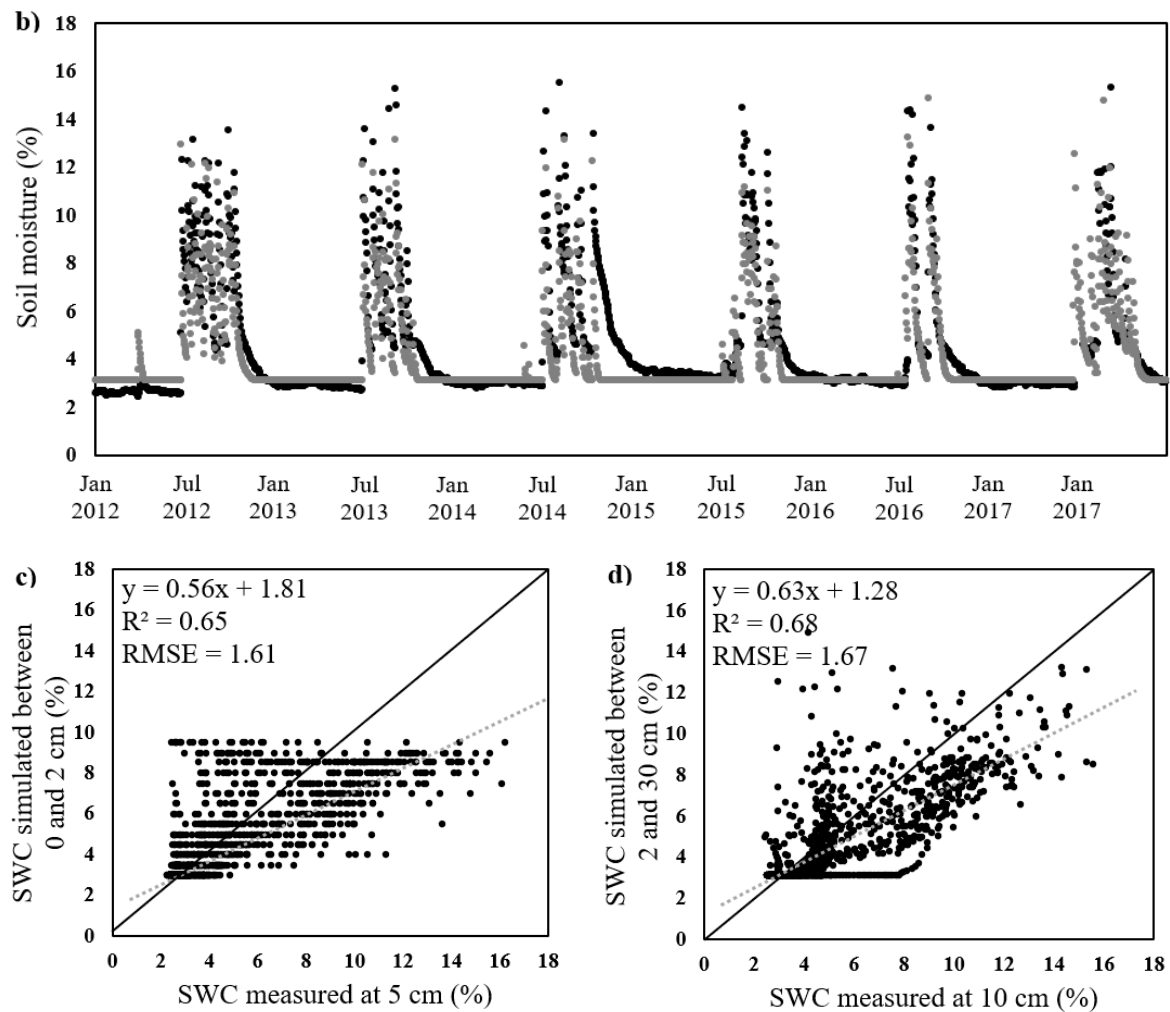 b)
Soil moisture (%)
18
16
14
12
10
8
6
4
2
0
Jan Jul Jan Jul Jan Jul Jan Jul Jan Jul Jan Jan
2012 2012 2013 2013 2014 2014 2015 2015 2016 2016 2017 2017
c)
SWC simulated between
0 and 2 cm (%)
18
16
14
12
10
8
6
4
2
0
y = 0.56x + 1.81
R² = 0.65
RMSE = 1.61
0 2 4 6 8 10 12 14 16 18
SWC measured at 5 cm (%)
d)
SWC simulated between
2 and 30 cm (%)
18
16
14
12
10
8
6
4
2
0
y = 0.63x + 1.28
R² = 0.68
RMSE = 1.67
0 2 4 6 8 10 12 14 16 18
SWC measured at 10 cm (%)